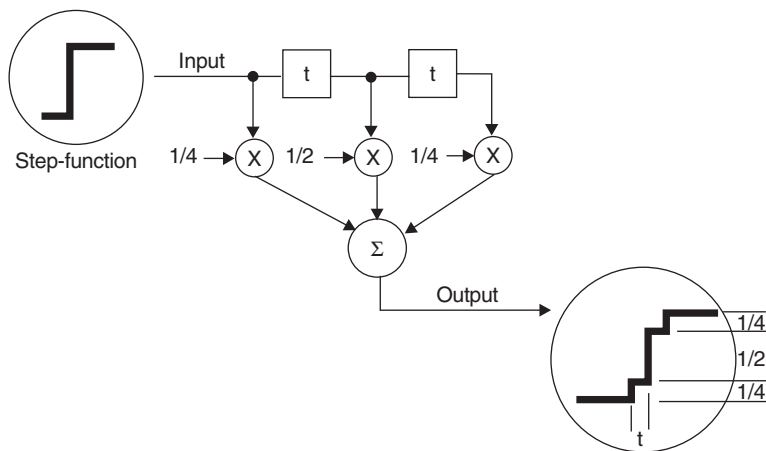 Input
t
t
1/4
X
1/2
X
1/4
X
Step-function
Σ
Output
1/4
1/2
1/4
t